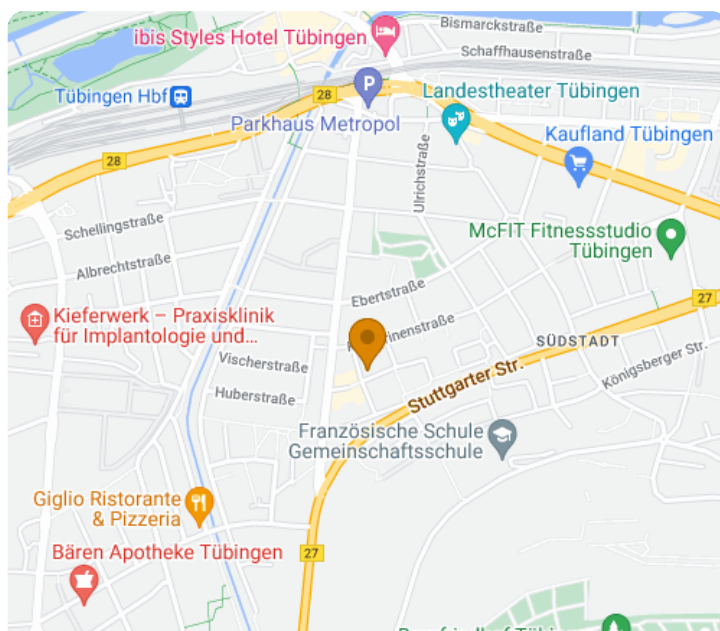 Bismarckstraße
ibis Styles Hotel Tübingen
Schaffhausenstraße
Tübingen Hbf
28
P
Landestheater Tübingen
Parkhaus Metropol
Kaufland Tübingen
28
Ulrichstraße
Schellingstraße
McFIT Fitnessstudio
Tübingen
Albrechtstraße
Ebertstraße
27
Kieferwerk – Praxisklinik
für Implantologie und...
SÜDSTADT
Vischerstraße
Königsberger Str.
Huberstraße
Stuttgarter Str.
Französische Schule
Gemeinschaftsschule
Giglio Ristorante
& Pizzeria
Bären Apotheke Tübingen
27